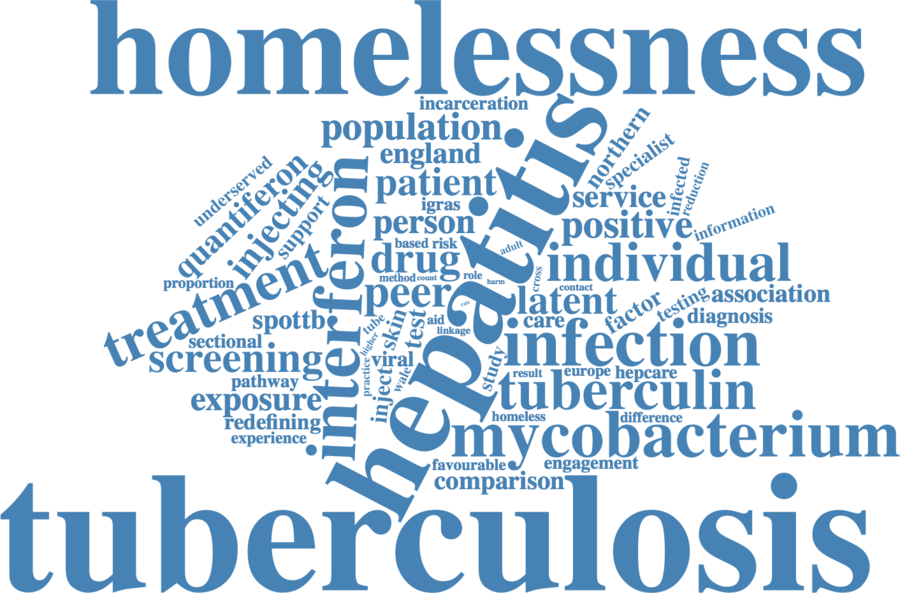 homelessness
incarceration
population
england
patient
igras
person
based risk
drug
method
count
peer
northern
specialist
infected
reduction
service
positive
information
underserved
quantiferon
injecting
support
proportion
treatment
interferon
hepatitis
adult
role
harm
cross
individual
contact
latent
factor
testing
association
care
diagnosis
spottb
tube
skin
test
aid
linkage
rate
sectional
screening
higher
practice
viral
injecti
wale
study
infection
result
europe
hepcare
pathway
exposure
tuberculin
redefining
experience
homeless
difference
mycobacterium
favourable
engagement
comparison
tuberculosis